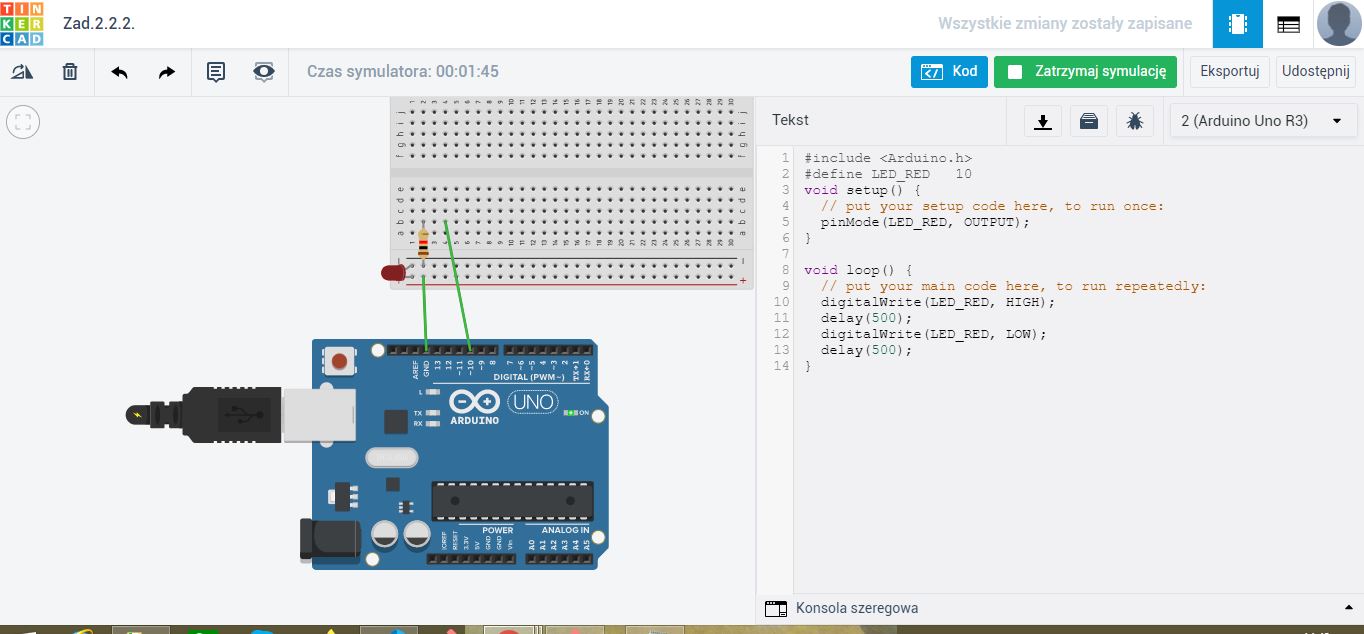 TIN
KER
CAD
Zad.2.2.2.
Wszystkie zmiany zostały zapisane
Czas symulatora: 00:01:45
Kod
Zatrzymaj symulację
Eksportuj
Udostępnij
Tekst
2 (Arduino Uno R3)
1 #include <Arduino.h>
2 #define LED_RED   10
3 void setup() {
4   // put your setup code here, to run once:
5   pinMode(LED_RED, OUTPUT);
6 }
7
8 void loop() {
9   // put your main code here, to run repeatedly:
10   digitalWrite(LED_RED, HIGH);
11   delay(500);
12   digitalWrite(LED_RED, LOW);
13   delay(500);
14 }
AREF
GND
13
12
~11
~10
~9
8
7
~6
~5
4
~3
2
TX→1
RX←0
DIGITAL (PWM~)
L
TX
RX
ARDUINO
UNO
ON
POWER
ANALOG IN
IOREF
RESET
3.3V
5V
GND
GND
Vin
A0
A1
A2
A3
A4
A5
Konsola szeregowa